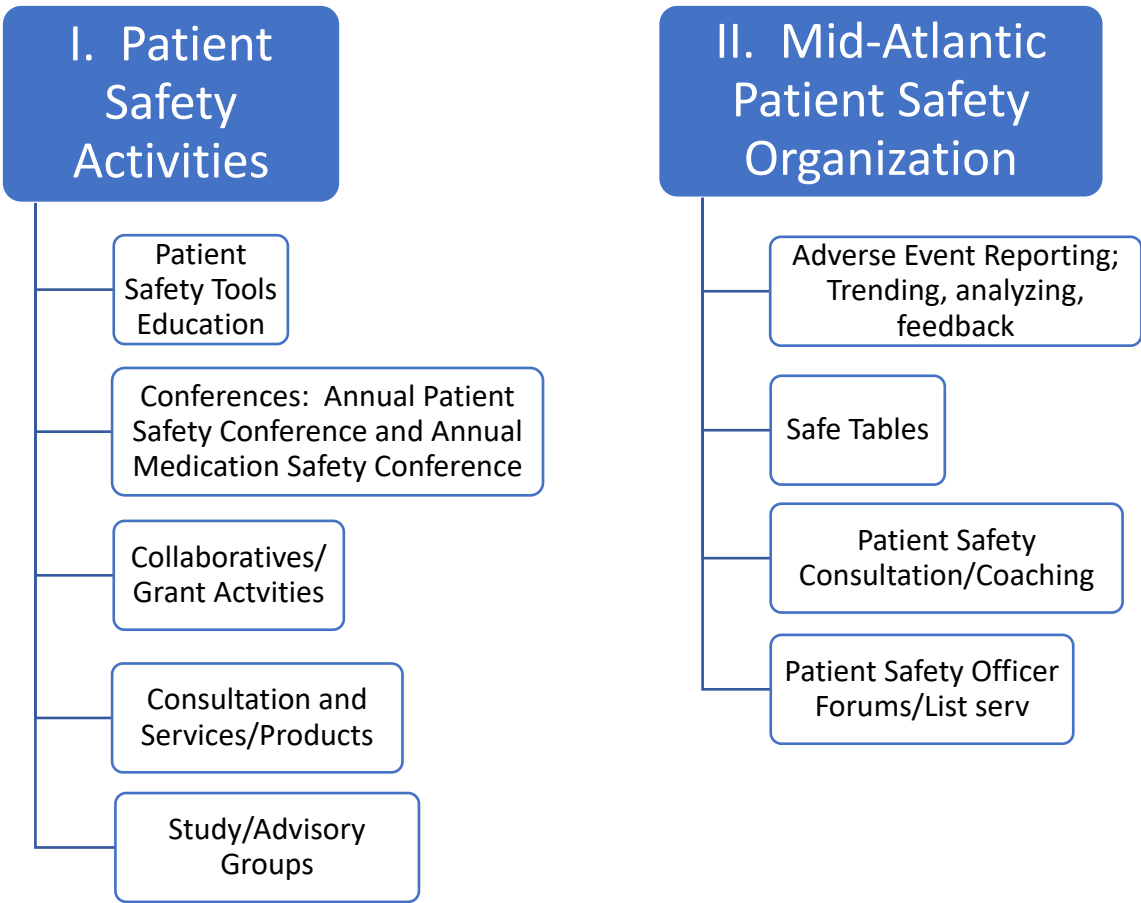 I. Patient
Safety
Activities
Patient
Safety Tools
Education
Conferences: Annual Patient
Safety Conference and Annual
Medication Safety Conference
Collaboratives/
Grant Actvities
Consultation and
Services/Products
Study/Advisory
Groups
II. Mid-Atlantic
Patient Safety
Organization
Adverse Event Reporting;
Trending, analyzing,
feedback
Safe Tables
Patient Safety
Consultation/Coaching
Patient Safety Officer
Forums/List serv